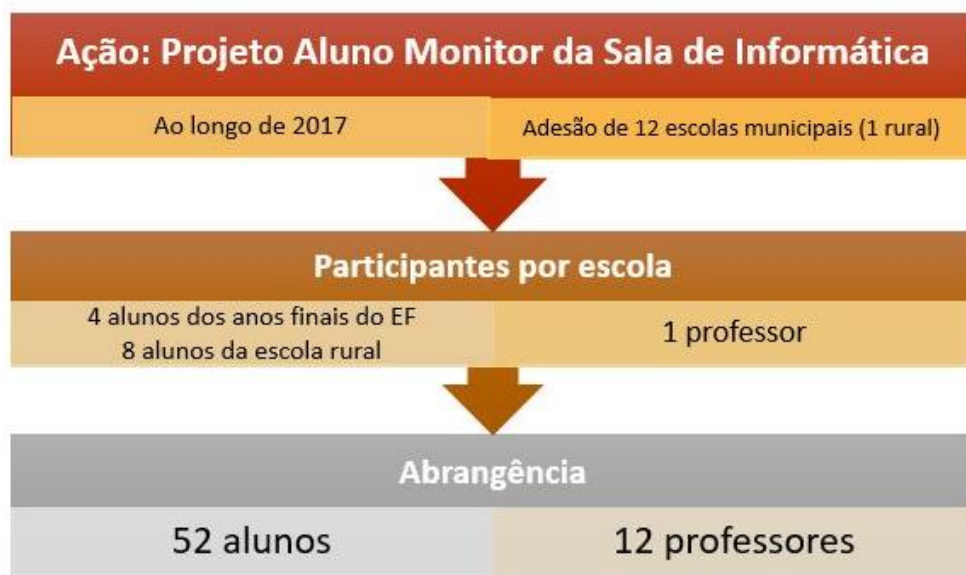 Ação: Projeto Aluno Monitor da Sala de Informática
Ao longo de 2017
Adesão de 12 escolas municipais (1 rural)
Participantes por escola
4 alunos dos anos finais do EF
8 alunos da escola rural
1 professor
Abrangência
52 alunos
12 professores